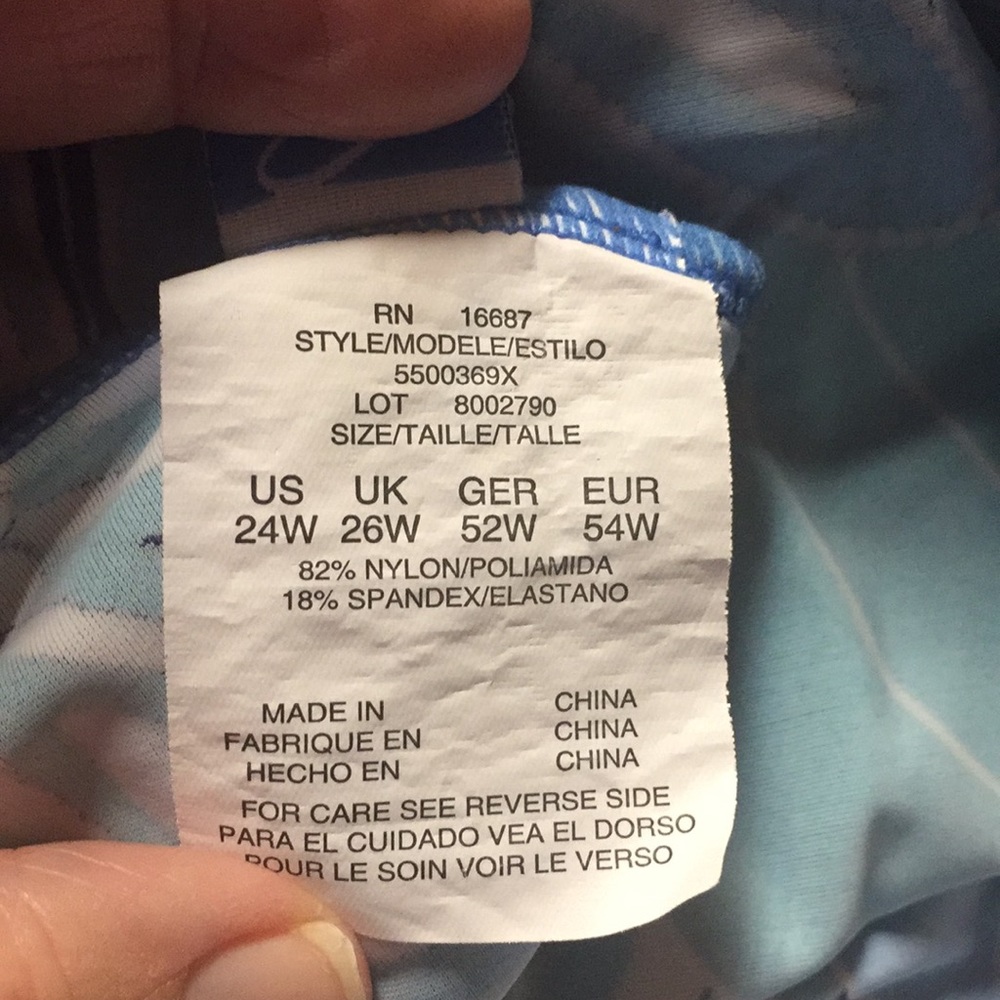 RN 16687
STYLE/MODELE/ESTILO
5500369X
LOT 8002790
SIZE/TAILLE/TALLE
US UK GER EUR
24W 26W 52W 54W
82% NYLON/POLIAMIDA
18% SPANDEX/ELASTANO
MADE IN CHINA
FABRIQUE EN CHINA
HECHO EN CHINA
FOR CARE SEE REVERSE SIDE
PARA EL CUIDADO VEA EL DORSO
POUR LE SOIN VOIR LE VERSO